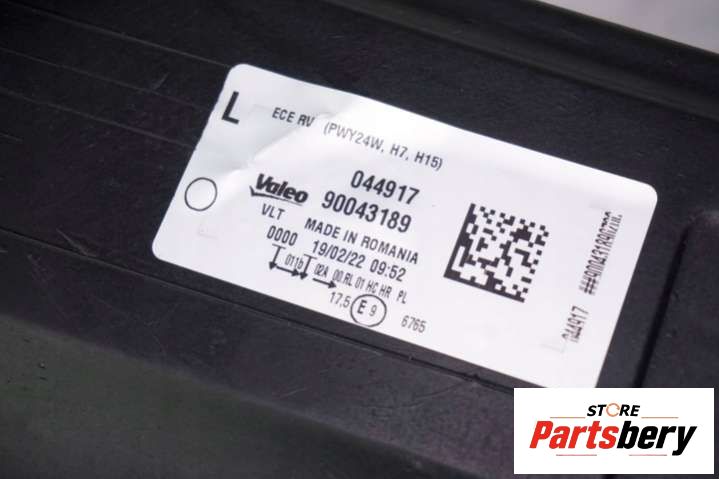 L
ECE RV (PWY24W, H7, H15)
Valeo
044917
90043189
VLT
MADE IN ROMANIA
0000 19/02/22 09:52
011b 02A 00.RL 01 HC HR PL
17,5 E 9 6765
044917
STORE
Partsbery